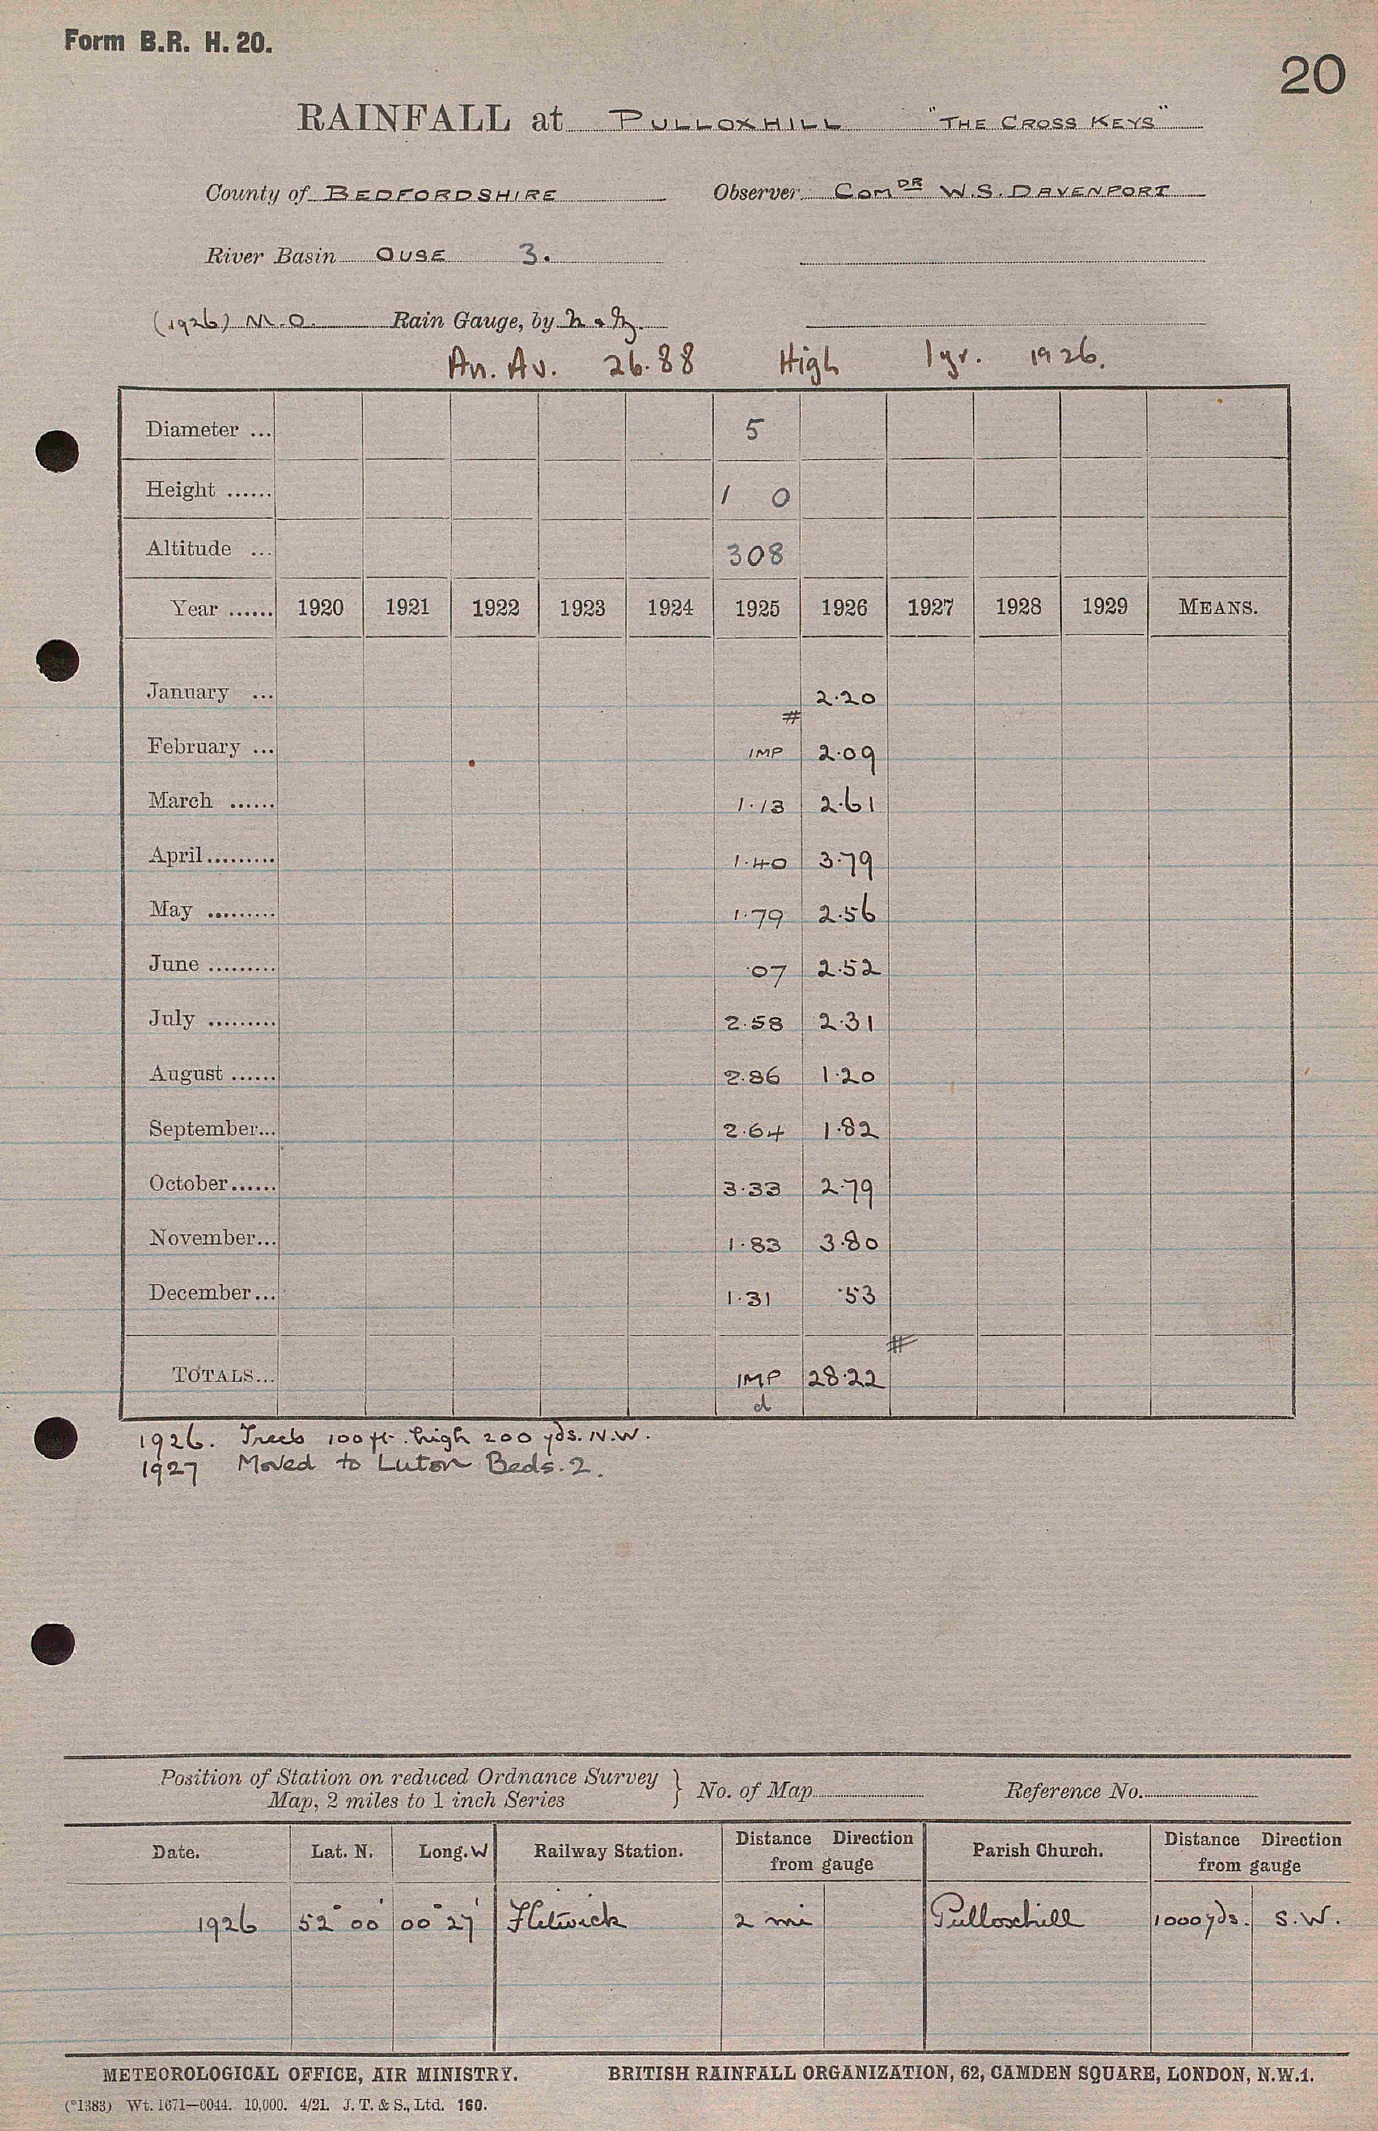 Form B.R. H. 20.
20
RAINFALL at PULLOXHILL "THE CROSS KEYS"
County of BEDFORDSHIRE Observer ComDR W.S. DAVENPORT
River Basin OUSE 3.
(1926) M.O. Rain Gauge, by
An. Av. 26.88 High 1yr. 1926.
Diameter ... 5
Height ...... 1 0
Altitude ... 308
Year ...... 1920 1921 1922 1923 1924 1925 1926 1927 1928 1929 MEANS.
January ... 2.20
#
February ... IMP 2.09
March ...... 1.13 2.61
April......... 1.40 3.79
May ......... 1.79 2.56
June ......... .07 2.52
July ......... 2.58 2.31
August ...... 2.86 1.20
September... 2.64 1.82
October...... 3.33 2.79
November... 1.83 3.80
December... 1.31 .53
#
TOTALS... IMP 28.22
d
1926. Trees 100 ft. high 200 yds. N.W.
1927 Moved to Luton Beds. 2.
Position of Station on reduced Ordnance Survey
Map, 2 miles to 1 inch Series } No. of Map Reference No.
Date. Lat. N. Long. W Railway Station. Distance Direction from gauge Parish Church. Distance Direction from gauge
1926 52° 00' 00° 27' Flitwick 2 mi Pulloxhill 1000 yds. S.W.
METEOROLOGICAL OFFICE, AIR MINISTRY. BRITISH RAINFALL ORGANIZATION, 62, CAMDEN SQUARE, LONDON, N.W.1.
(*1383) Wt. 1671—6044. 10,000. 4/21. J. T. & S., Ltd. 160.